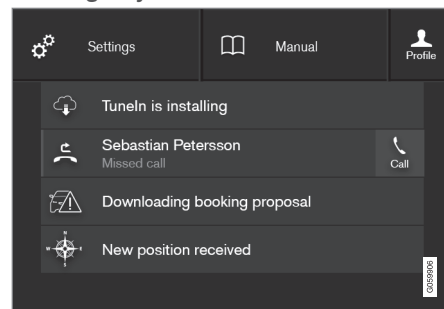 Settings
Manual
Profile
TuneIn is installing
Sebastian Petersson
Missed call
Call
Downloading booking proposal
New position received
G059906